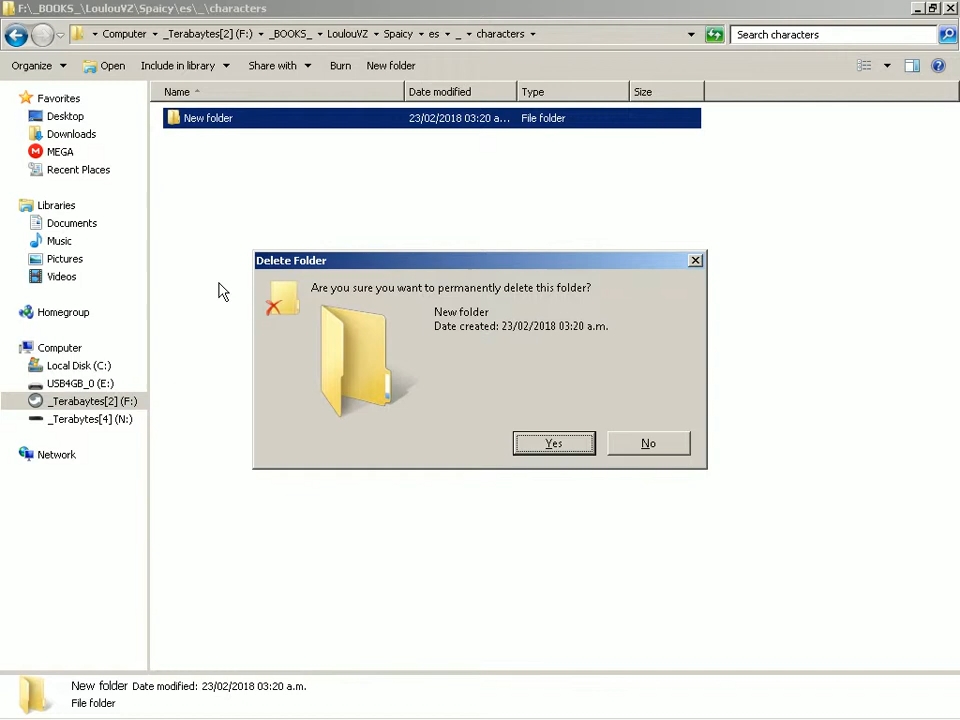 F:\_BOOKS_\LoulouVZ\Spaicy\es\_\characters
Computer _Terabaytes[2] (F:) _BOOKS_ LoulouVZ Spaicy es _ characters Search characters
Organize Open Include in library Share with Burn New folder
Name Date modified Type Size
New folder 23/02/2018 03:20 a... File folder
Favorites
Desktop
Downloads
MEGA
Recent Places
Libraries
Documents
Music
Pictures
Videos
Homegroup
Computer
Local Disk (C:)
USB4GB_0 (E:)
_Terabaytes[2] (F:)
_Terabytes[4] (N:)
Network
Delete Folder
Are you sure you want to permanently delete this folder?
New folder
Date created: 23/02/2018 03:20 a.m.
Yes No
New folder Date modified: 23/02/2018 03:20 a.m.
File folder